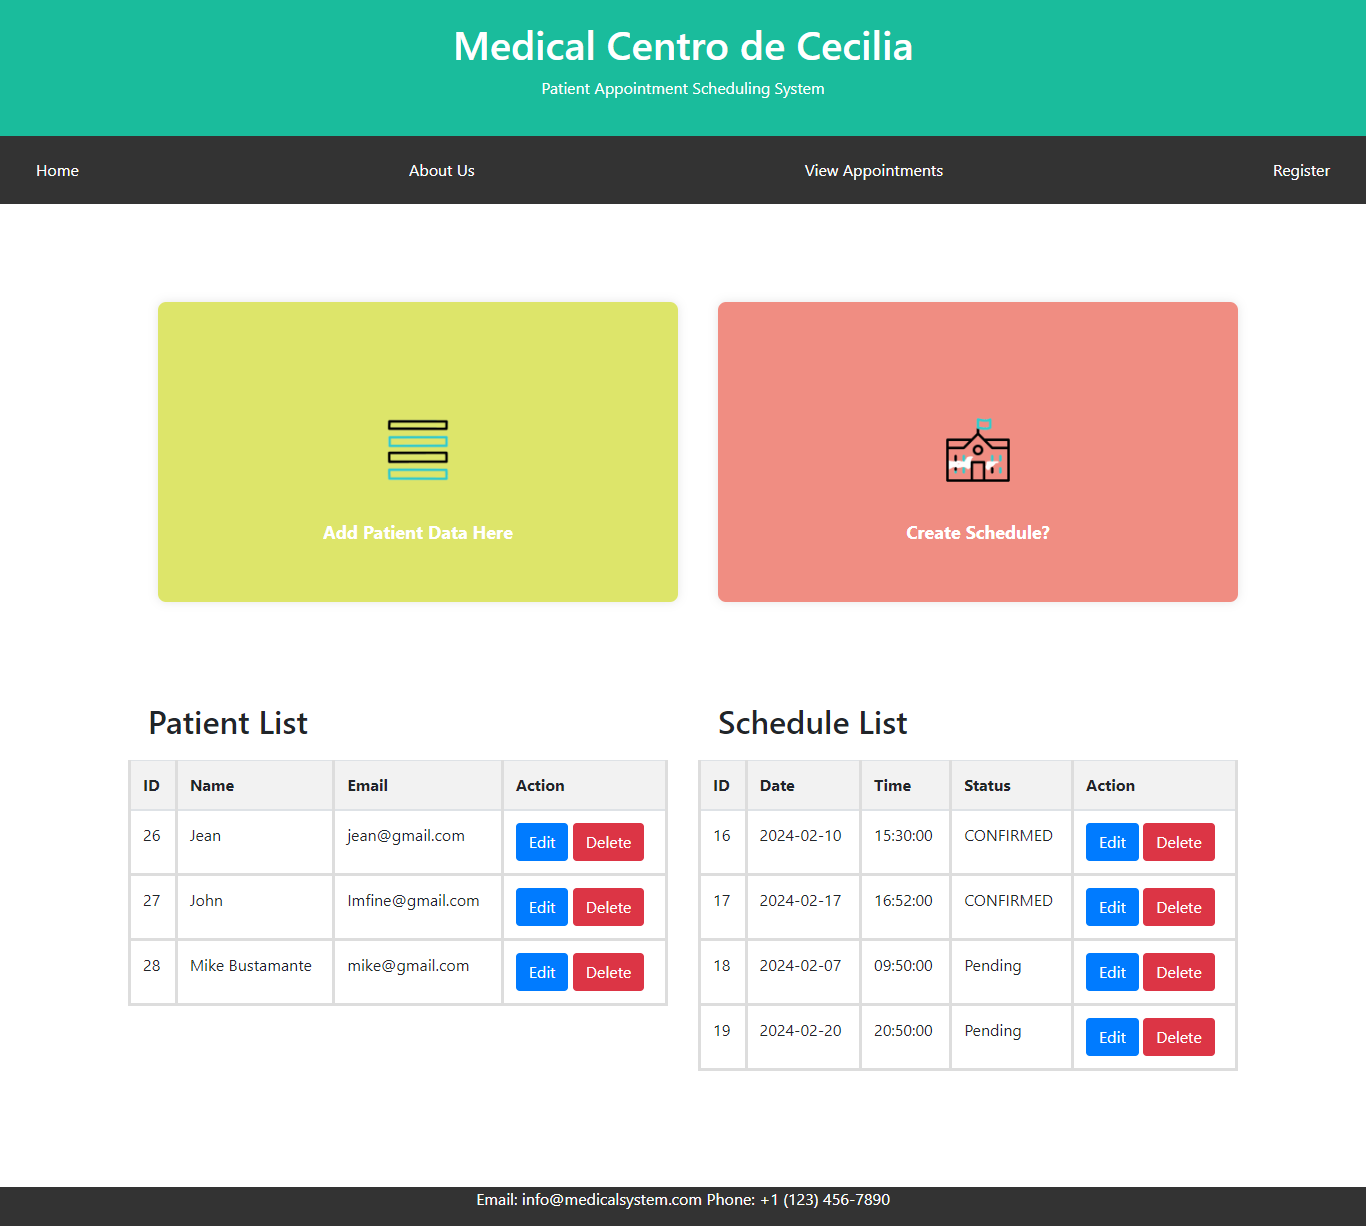 Medical Centro de Cecilia
Patient Appointment Scheduling System
Home About Us View Appointments Register
Add Patient Data Here
Create Schedule?
Patient List
ID Name Email Action
26 Jean jean@gmail.com Edit Delete
27 John Imfine@gmail.com Edit Delete
28 Mike Bustamante mike@gmail.com Edit Delete
Schedule List
ID Date Time Status Action
16 2024-02-10 15:30:00 CONFIRMED Edit Delete
17 2024-02-17 16:52:00 CONFIRMED Edit Delete
18 2024-02-07 09:50:00 Pending Edit Delete
19 2024-02-20 20:50:00 Pending Edit Delete
Email: info@medicalsystem.com Phone: +1 (123) 456-7890